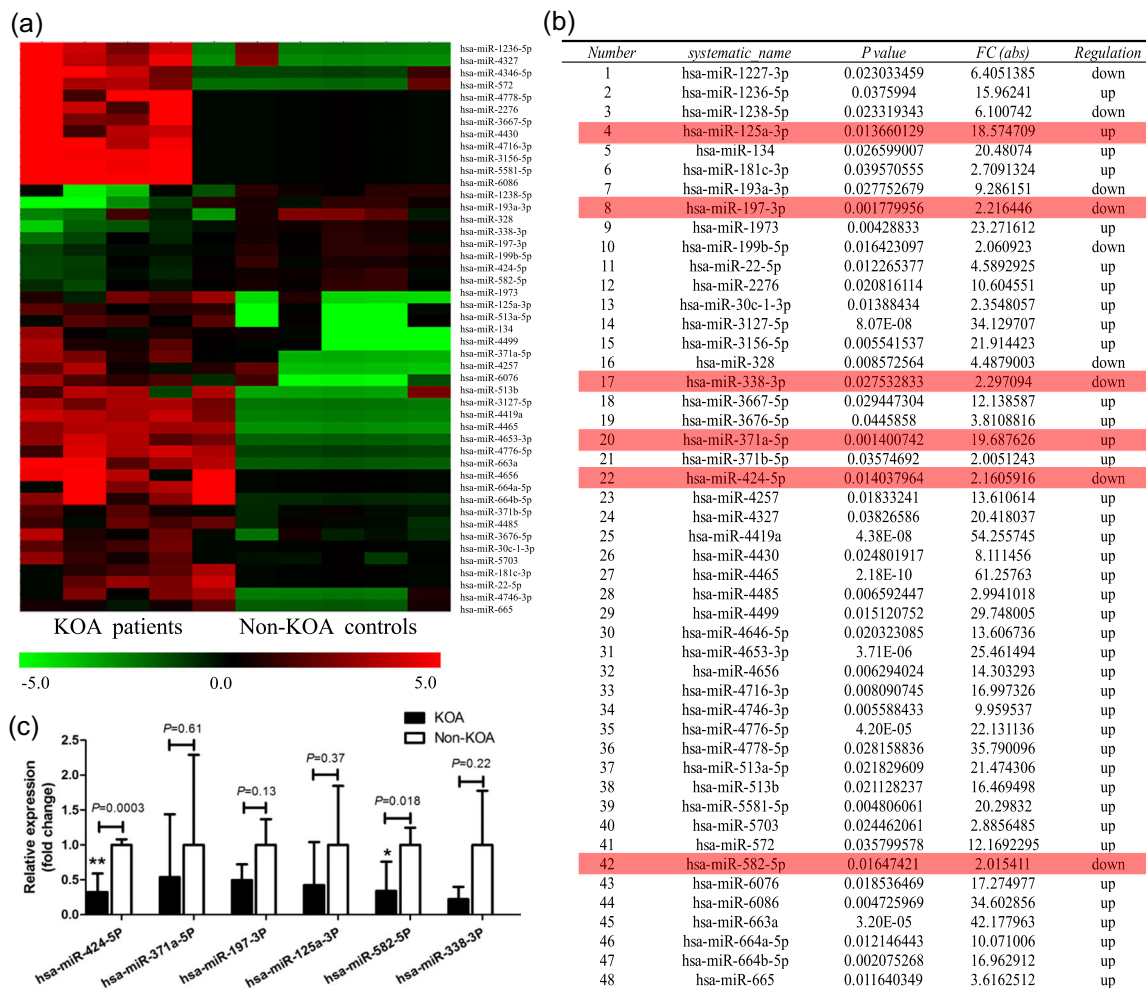 (a)
hsa-miR-1236-5p
hsa-miR-4327
hsa-miR-4346-5p
hsa-miR-572
hsa-miR-4778-5p
hsa-miR-2276
hsa-miR-3667-5p
hsa-miR-4430
hsa-miR-4716-3p
hsa-miR-3156-5p
hsa-miR-5581-5p
hsa-miR-6086
hsa-miR-1238-5p
hsa-miR-193a-3p
hsa-miR-328
hsa-miR-338-3p
hsa-miR-197-3p
hsa-miR-199b-5p
hsa-miR-424-5p
hsa-miR-582-5p
hsa-miR-1973
hsa-miR-125a-3p
hsa-miR-513a-5p
hsa-miR-134
hsa-miR-4499
hsa-miR-371a-5p
hsa-miR-4257
hsa-miR-6076
hsa-miR-513b
hsa-miR-3127-5p
hsa-miR-4419a
hsa-miR-4465
hsa-miR-4653-3p
hsa-miR-4776-5p
hsa-miR-663a
hsa-miR-4656
hsa-miR-664a-5p
hsa-miR-664b-5p
hsa-miR-371b-5p
hsa-miR-4485
hsa-miR-3676-5p
hsa-miR-30c-1-3p
hsa-miR-5703
hsa-miR-181c-3p
hsa-miR-22-5p
hsa-miR-4746-3p
hsa-miR-665
KOA patients Non-KOA controls
-5.0 0.0 5.0
(b)
Number systematic_name P value FC (abs) Regulation
1 hsa-miR-1227-3p 0.023033459 6.4051385 down
2 hsa-miR-1236-5p 0.0375994 15.96241 up
3 hsa-miR-1238-5p 0.023319343 6.100742 down
4 hsa-miR-125a-3p 0.013660129 18.574709 up
5 hsa-miR-134 0.026599007 20.48074 up
6 hsa-miR-181c-3p 0.039570555 2.7091324 up
7 hsa-miR-193a-3p 0.027752679 9.286151 down
8 hsa-miR-197-3p 0.001779956 2.216446 down
9 hsa-miR-1973 0.00428833 23.271612 up
10 hsa-miR-199b-5p 0.016423097 2.060923 down
11 hsa-miR-22-5p 0.012265377 4.5892925 up
12 hsa-miR-2276 0.020816114 10.604551 up
13 hsa-miR-30c-1-3p 0.01388434 2.3548057 up
14 hsa-miR-3127-5p 8.07E-08 34.129707 up
15 hsa-miR-3156-5p 0.005541537 21.914423 up
16 hsa-miR-328 0.008572564 4.4879003 down
17 hsa-miR-338-3p 0.027532833 2.297094 down
18 hsa-miR-3667-5p 0.029447304 12.138587 up
19 hsa-miR-3676-5p 0.0445858 3.8108816 up
20 hsa-miR-371a-5p 0.001400742 19.687626 up
21 hsa-miR-371b-5p 0.03574692 2.0051243 up
22 hsa-miR-424-5p 0.014037964 2.1605916 down
23 hsa-miR-4257 0.01833241 13.610614 up
24 hsa-miR-4327 0.03826586 20.418037 up
25 hsa-miR-4419a 4.38E-08 54.255745 up
26 hsa-miR-4430 0.024801917 8.111456 up
27 hsa-miR-4465 2.18E-10 61.25763 up
28 hsa-miR-4485 0.006592447 2.9941018 up
29 hsa-miR-4499 0.015120752 29.748005 up
30 hsa-miR-4646-5p 0.020323085 13.606736 up
31 hsa-miR-4653-3p 3.71E-06 25.461494 up
32 hsa-miR-4656 0.006294024 14.303293 up
33 hsa-miR-4716-3p 0.008090745 16.997326 up
34 hsa-miR-4746-3p 0.005588433 9.959537 up
35 hsa-miR-4776-5p 4.20E-05 22.131136 up
36 hsa-miR-4778-5p 0.028158836 35.790096 up
37 hsa-miR-513a-5p 0.021829609 21.474306 up
38 hsa-miR-513b 0.021128237 16.469498 up
39 hsa-miR-5581-5p 0.004806061 20.29832 up
40 hsa-miR-5703 0.024462061 2.8856485 up
41 hsa-miR-572 0.035799578 12.1692295 up
42 hsa-miR-582-5p 0.01647421 2.015411 down
43 hsa-miR-6076 0.018536469 17.274977 up
44 hsa-miR-6086 0.004725969 34.602856 up
45 hsa-miR-663a 3.20E-05 42.177963 up
46 hsa-miR-664a-5p 0.012146443 10.071006 up
47 hsa-miR-664b-5p 0.002075268 16.962912 up
48 hsa-miR-665 0.011640349 3.6162512 up
(c)
KOA
Non-KOA
Relative expression
(fold change)
2.5
2.0
1.5
1.0
0.5
0.0
P=0.0003
P=0.61
P=0.13
P=0.37
P=0.018
P=0.22
**
*
hsa-miR-424-5P
hsa-miR-371a-5P
hsa-miR-197-3P
hsa-miR-125a-3P
hsa-miR-582-5P
hsa-miR-338-3P